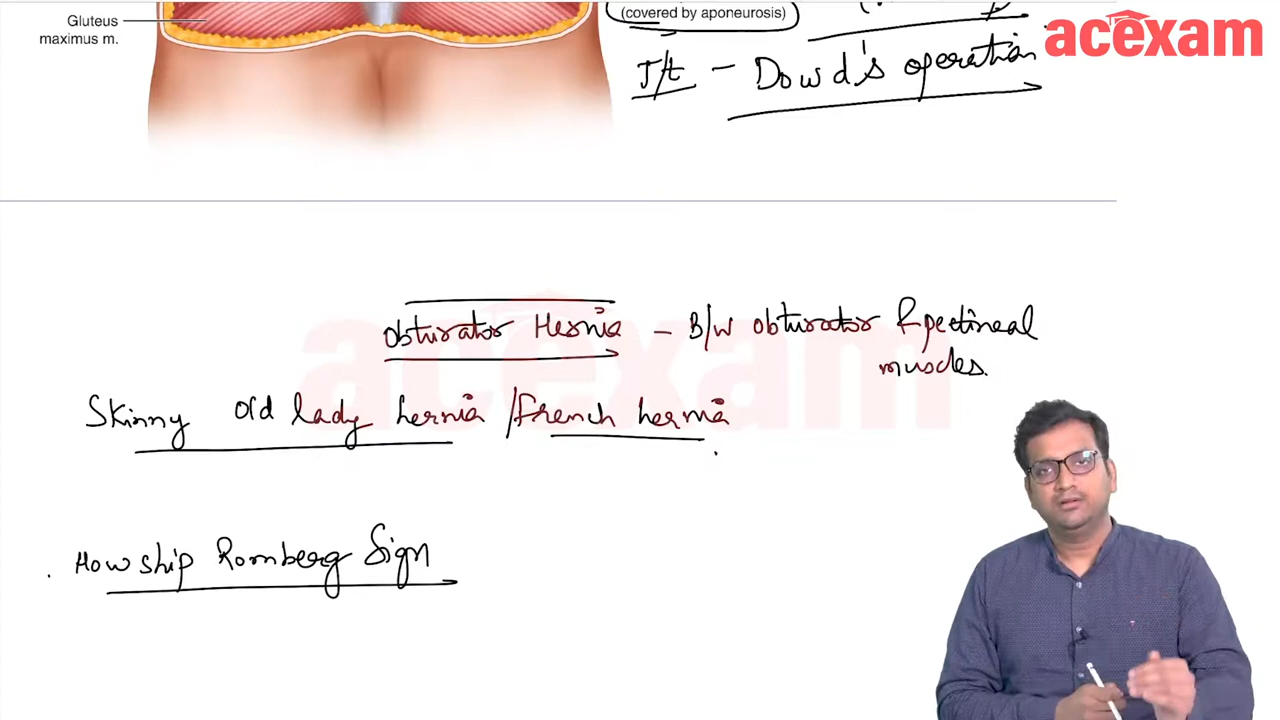 Gluteus
maximus m.
(covered by aponeurosis)
acexam
T/t - Dowd's operation
Obturator Hernia - B/W obturator & pectineal
muscles.
Skinny old lady hernia / French hernia
Howship Romberg Sign
acexam